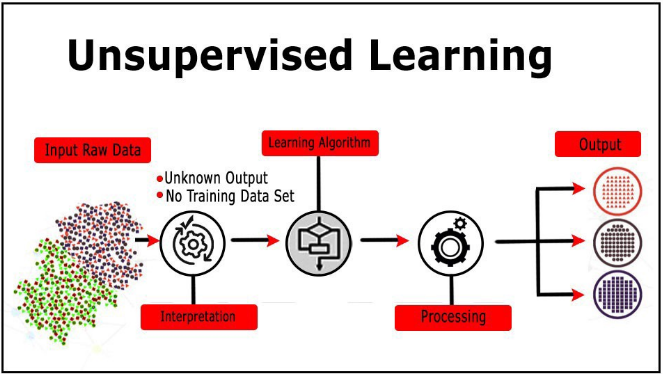 Unsupervised Learning
Input Raw Data
Learning Algorithm
Output
Unknown Output
No Training Data Set
Interpretation
Processing